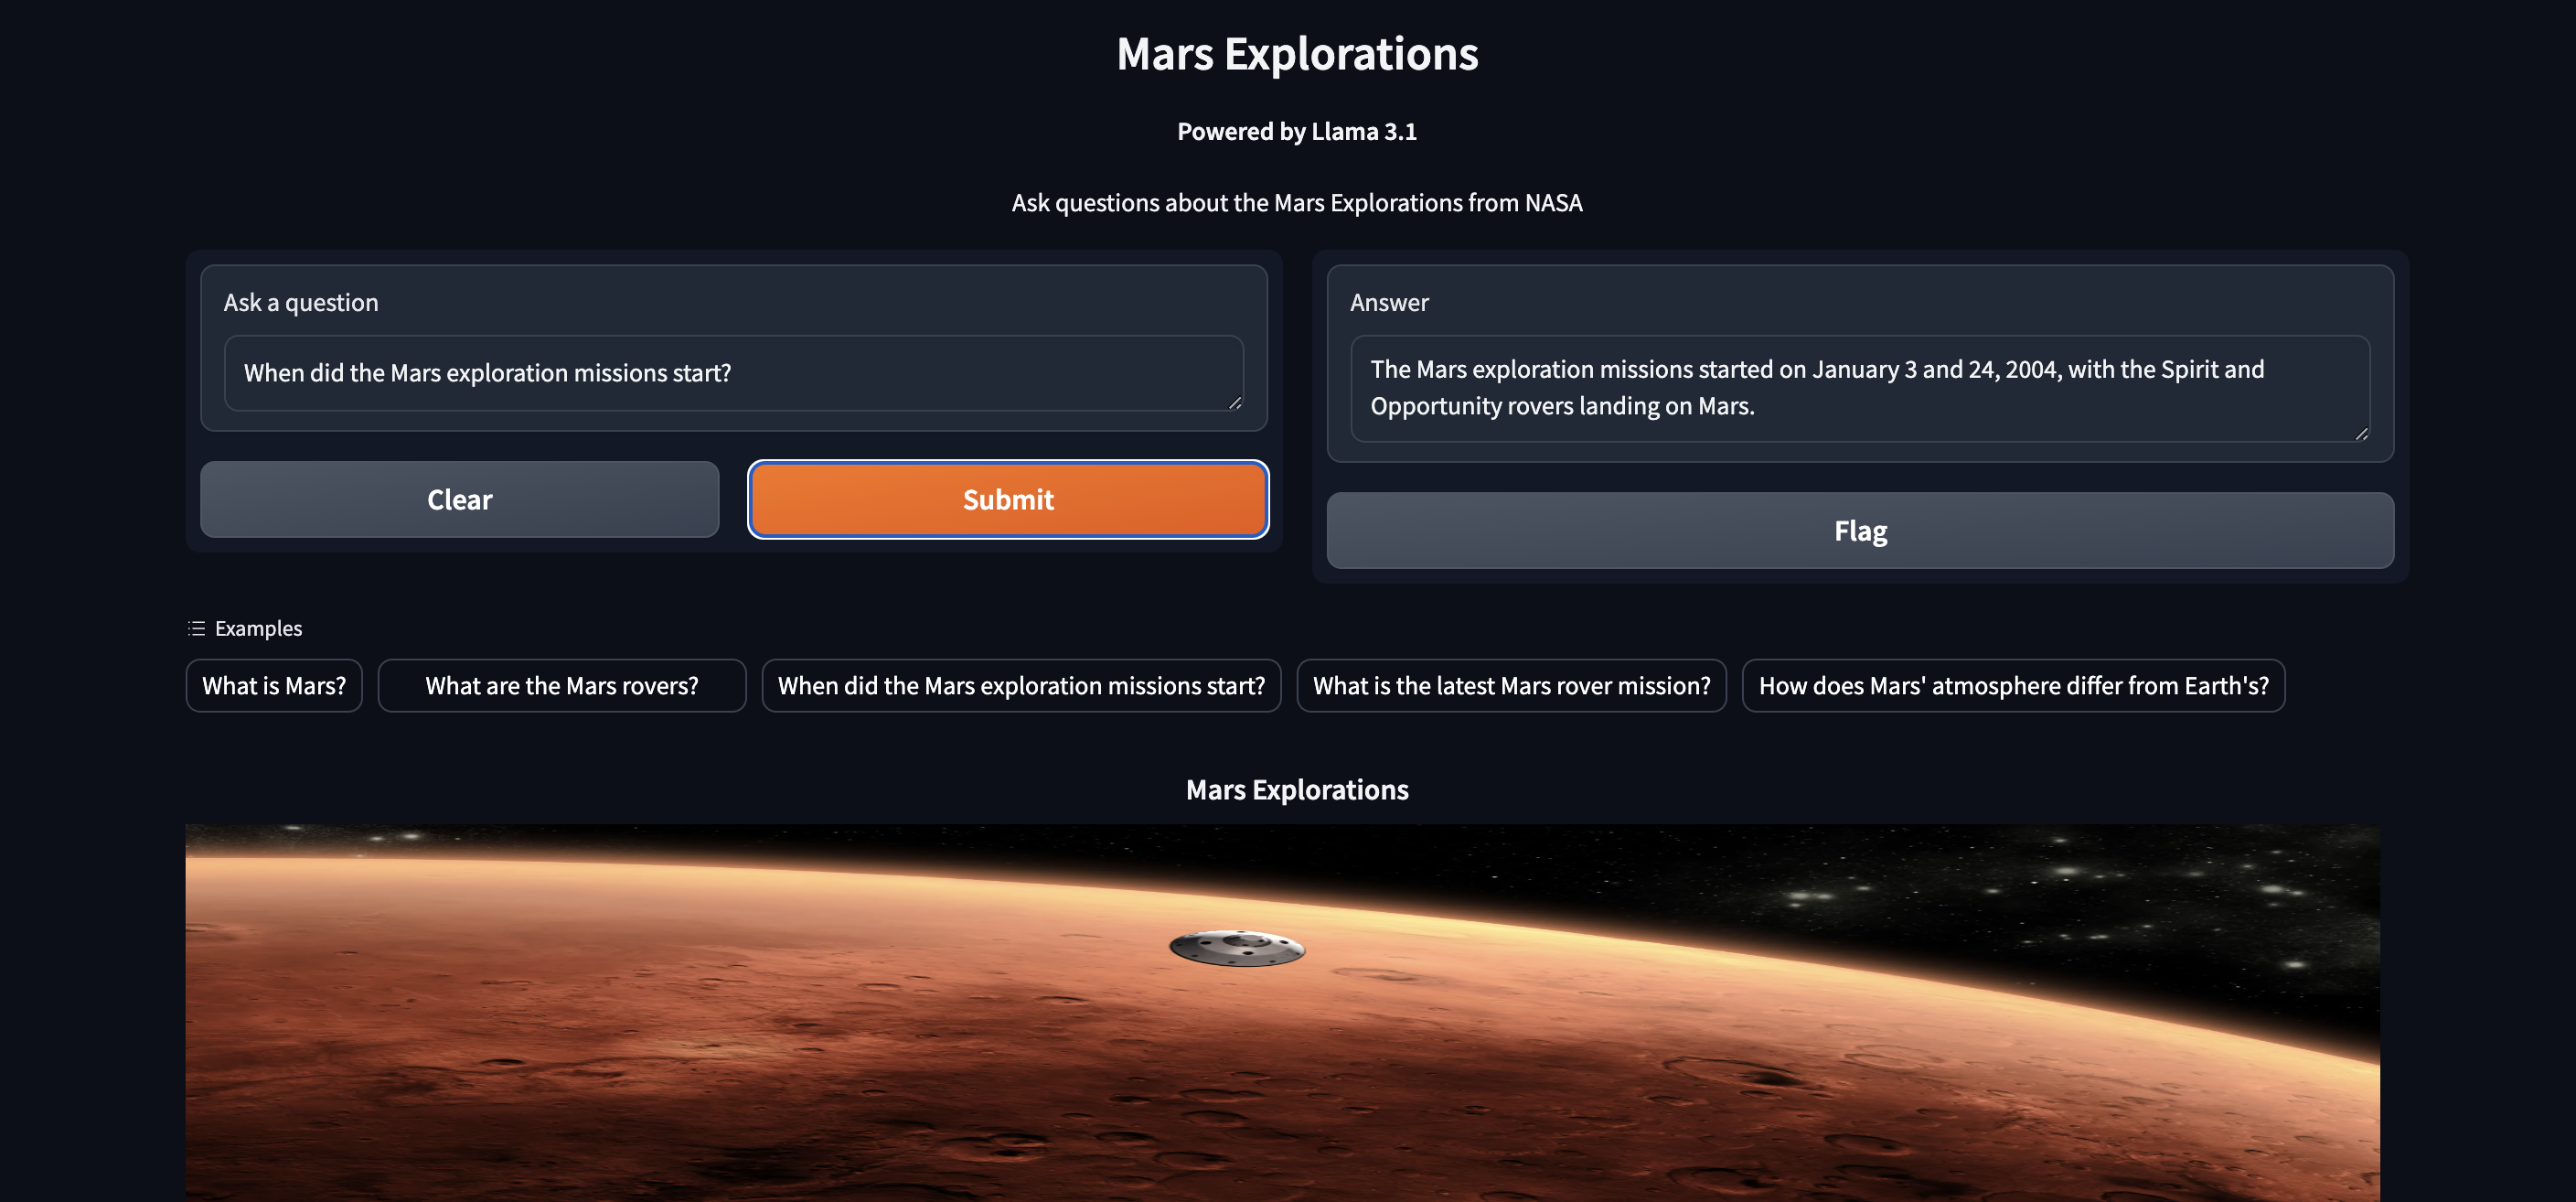 Mars Explorations
Powered by Llama 3.1
Ask questions about the Mars Explorations from NASA
Ask a question
When did the Mars exploration missions start?
Clear
Submit
Answer
The Mars exploration missions started on January 3 and 24, 2004, with the Spirit and
Opportunity rovers landing on Mars.
Flag
Examples
What is Mars?
What are the Mars rovers?
When did the Mars exploration missions start?
What is the latest Mars rover mission?
How does Mars' atmosphere differ from Earth's?
Mars Explorations